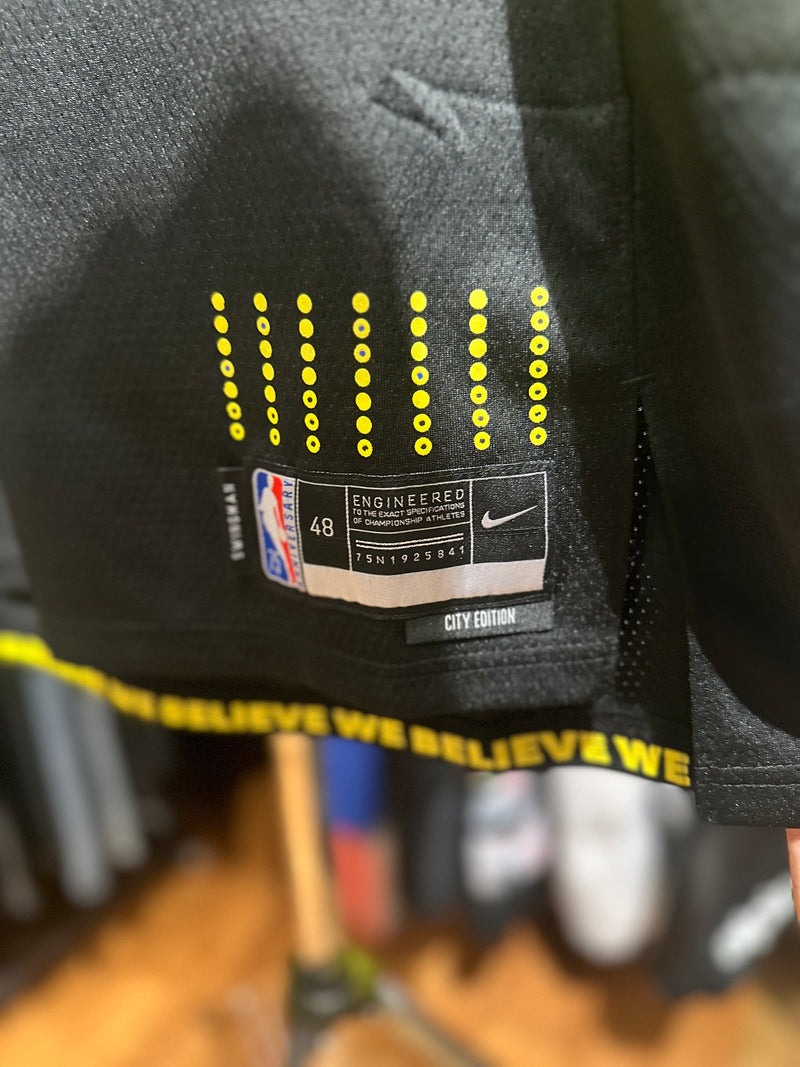 SWINGMAN
75
ANNIVERSARY
48
ENGINEERED
TO THE EXACT SPECIFICATIONS
OF CHAMPIONSHIP ATHLETES
75N1925841
CITY EDITION
WE BELIEVE WE BELIEVE WE